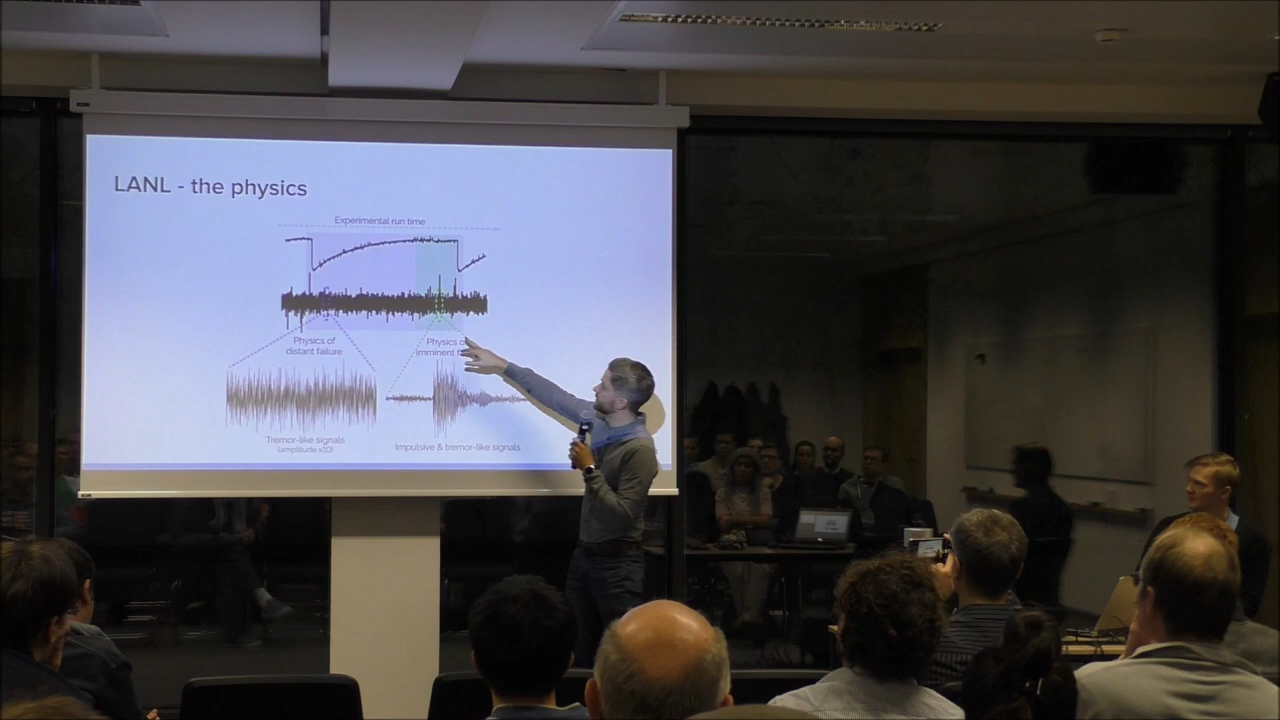 LANL - the physics
Experimental run time
Physics of
distant failure
Physics
imminent
Tremor-like signals
(amplitude x10)
Impulsive & tremor-like signals